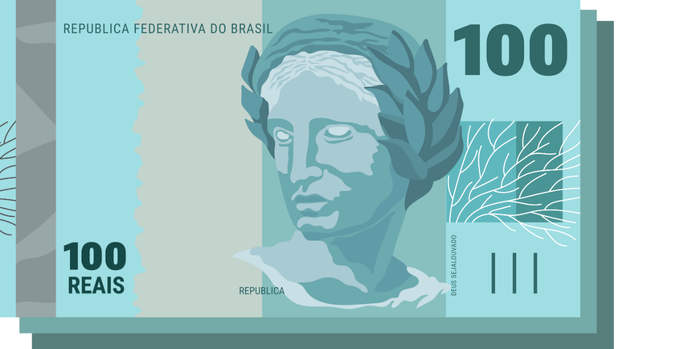 REPUBLICA FEDERATIVA DO BRASIL
100
100
REAIS
REPUBLICA
DEUS SEJALOUVADO